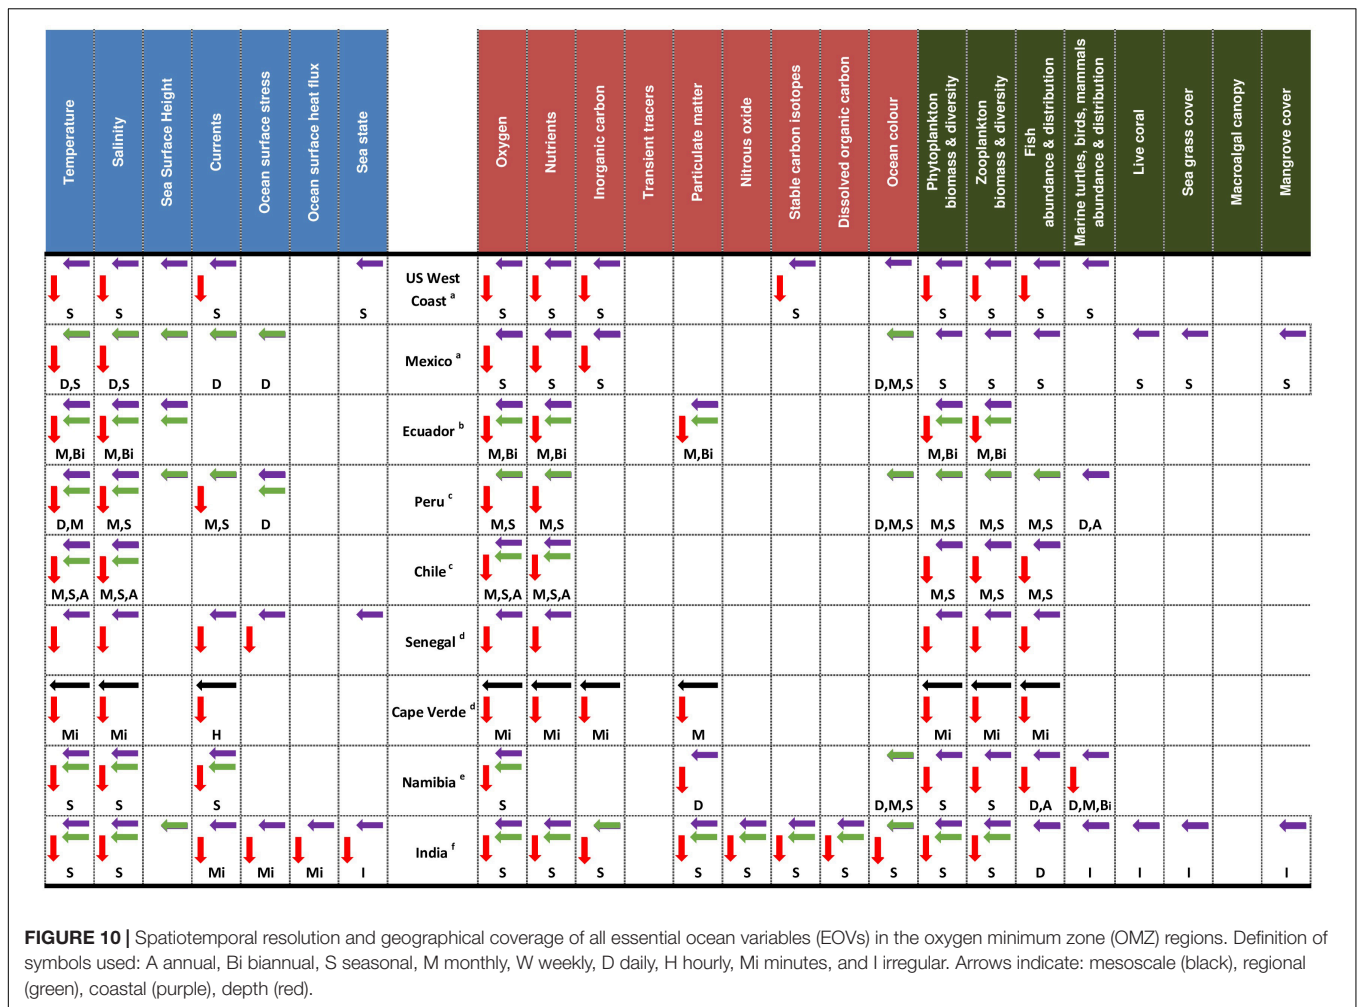 Temperature
Salinity
Sea Surface Height
Currents
Ocean surface stress
Ocean surface heat flux
Sea state
Oxygen
Nutrients
Inorganic carbon
Transient tracers
Particulate matter
Nitrous oxide
Stable carbon isotopes
Dissolved organic carbon
Ocean colour
Phytoplankton
biomass & diversity
Zooplankton
biomass & diversity
Fish
abundance & distribution
Marine turtles, birds, mammals
abundance & distribution
Live coral
Sea grass cover
Macroalgal canopy
Mangrove cover
US West
Coast a
S S S S S S S S S S S S
Mexico a
D,S D,S D D S S S D,M,S S S S S S S
Ecuador b
M,Bi M,Bi M,Bi M,Bi M,Bi M,Bi M,Bi
Peru c
D,M M,S M,S D M,S M,S D,M,S M,S M,S M,S D,A
Chile c
M,S,A M,S,A M,S,A M,S,A M,S M,S M,S
Senegal d
Cape Verde d
Mi Mi H Mi Mi Mi M Mi Mi Mi
Namibia e
S S S S D D,M,S S S D,A D,M,Bi
India f
S S Mi Mi Mi I S S S S S S S S S S D I I I I
FIGURE 10 | Spatiotemporal resolution and geographical coverage of all essential ocean variables (EOVs) in the oxygen minimum zone (OMZ) regions. Definition of
symbols used: A annual, Bi biannual, S seasonal, M monthly, W weekly, D daily, H hourly, Mi minutes, and I irregular. Arrows indicate: mesoscale (black), regional
(green), coastal (purple), depth (red).